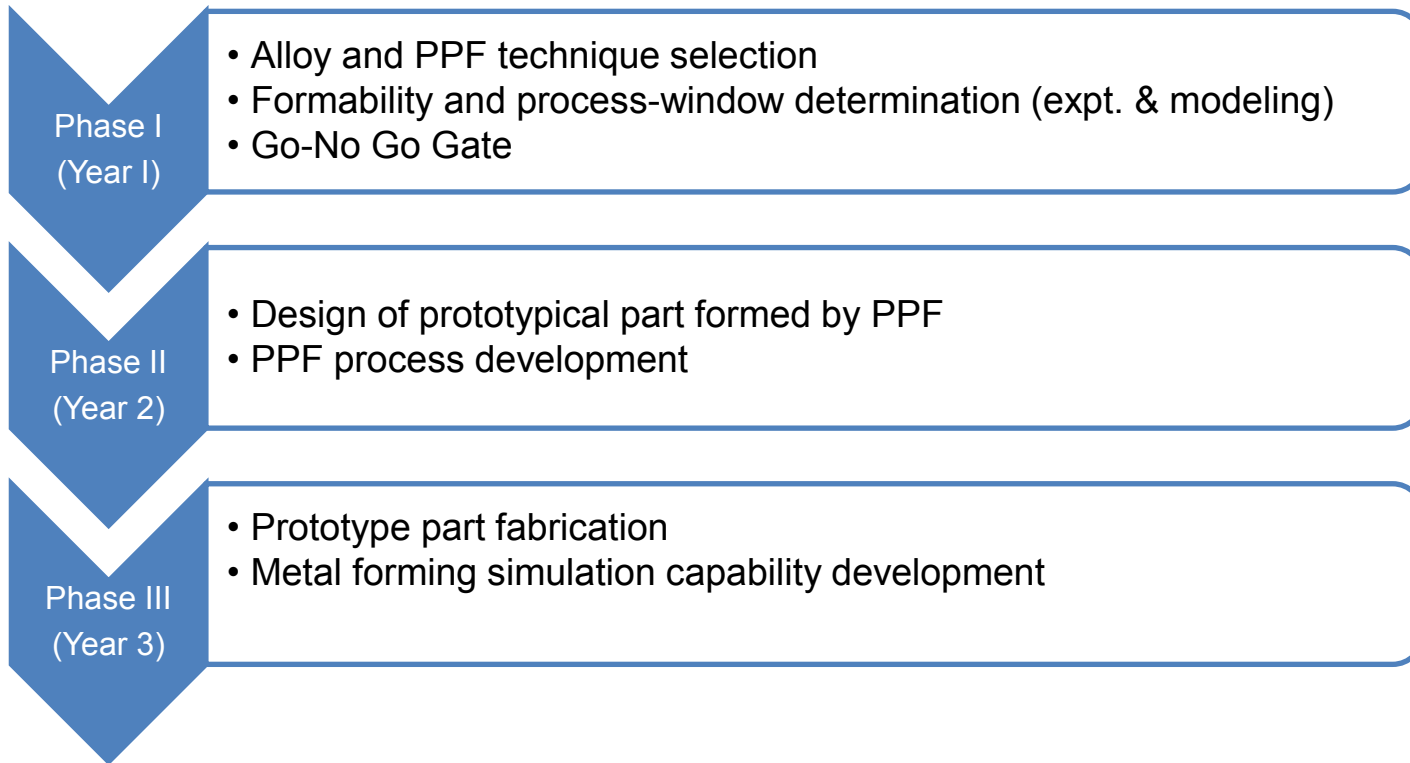 Phase I
(Year I)
• Alloy and PPF technique selection
• Formability and process-window determination (expt. & modeling)
• Go-No Go Gate
Phase II
(Year 2)
• Design of prototypical part formed by PPF
• PPF process development
Phase III
(Year 3)
• Prototype part fabrication
• Metal forming simulation capability development